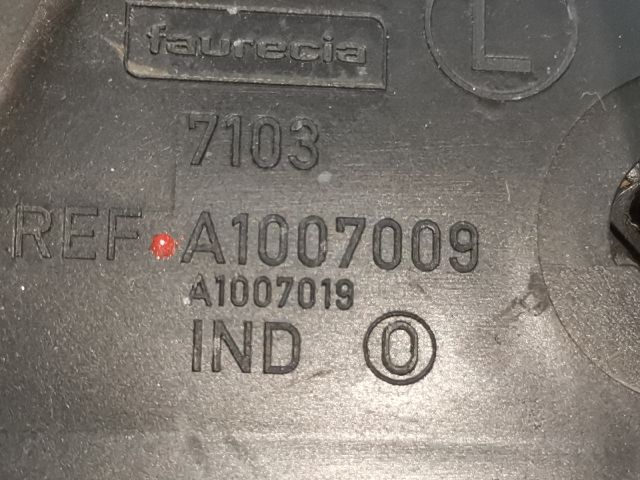 faurecia L
7103
REF. A1007009
A1007019
IND 0